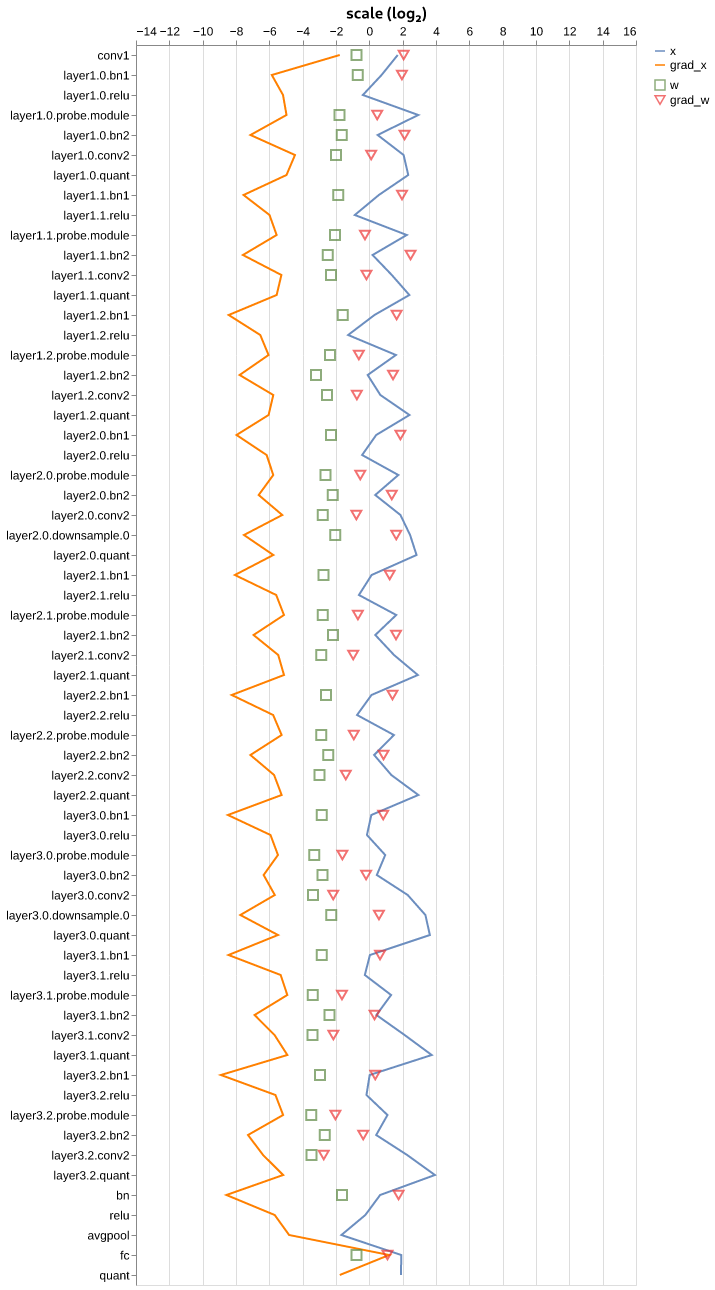 scale (log₂)
−14 −12 −10 −8 −6 −4 −2 0 2 4 6 8 10 12 14 16
x
grad_x
w
grad_w
conv1
layer1.0.bn1
layer1.0.relu
layer1.0.probe.module
layer1.0.bn2
layer1.0.conv2
layer1.0.quant
layer1.1.bn1
layer1.1.relu
layer1.1.probe.module
layer1.1.bn2
layer1.1.conv2
layer1.1.quant
layer1.2.bn1
layer1.2.relu
layer1.2.probe.module
layer1.2.bn2
layer1.2.conv2
layer1.2.quant
layer2.0.bn1
layer2.0.relu
layer2.0.probe.module
layer2.0.bn2
layer2.0.conv2
layer2.0.downsample.0
layer2.0.quant
layer2.1.bn1
layer2.1.relu
layer2.1.probe.module
layer2.1.bn2
layer2.1.conv2
layer2.1.quant
layer2.2.bn1
layer2.2.relu
layer2.2.probe.module
layer2.2.bn2
layer2.2.conv2
layer2.2.quant
layer3.0.bn1
layer3.0.relu
layer3.0.probe.module
layer3.0.bn2
layer3.0.conv2
layer3.0.downsample.0
layer3.0.quant
layer3.1.bn1
layer3.1.relu
layer3.1.probe.module
layer3.1.bn2
layer3.1.conv2
layer3.1.quant
layer3.2.bn1
layer3.2.relu
layer3.2.probe.module
layer3.2.bn2
layer3.2.conv2
layer3.2.quant
bn
relu
avgpool
fc
quant